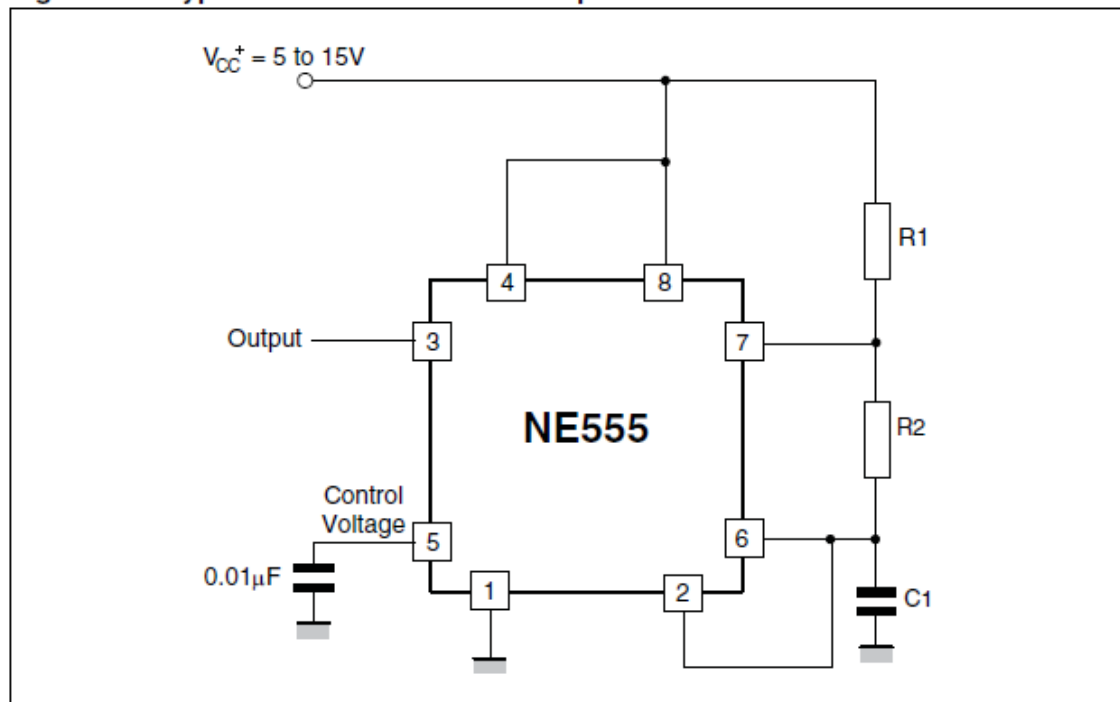 V⁺CC = 5 to 15V
R1
4
8
Output
3
7
NE555
R2
Control
Voltage
5
6
0.01µF
1
2
C1